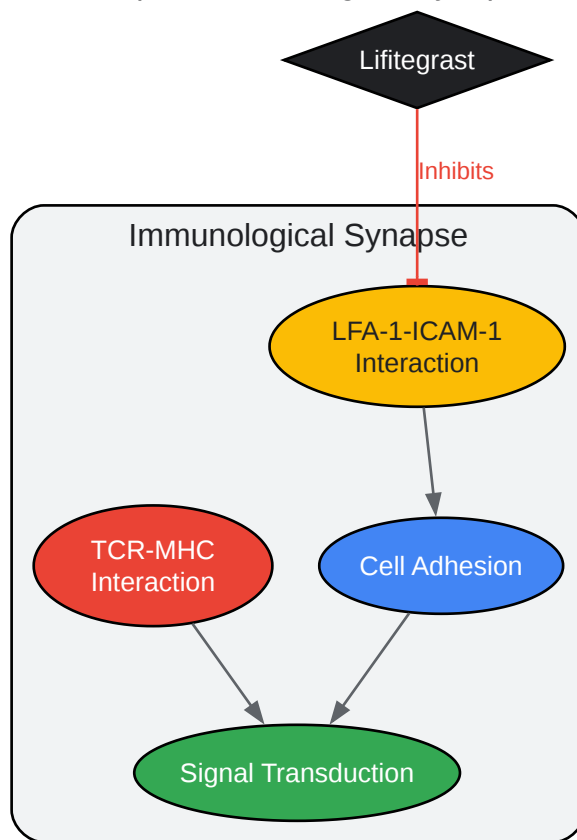 Lifitegrast
Inhibits
Immunological Synapse
LFA-1-ICAM-1
Interaction
TCR-MHC
Interaction
Cell Adhesion
Signal Transduction